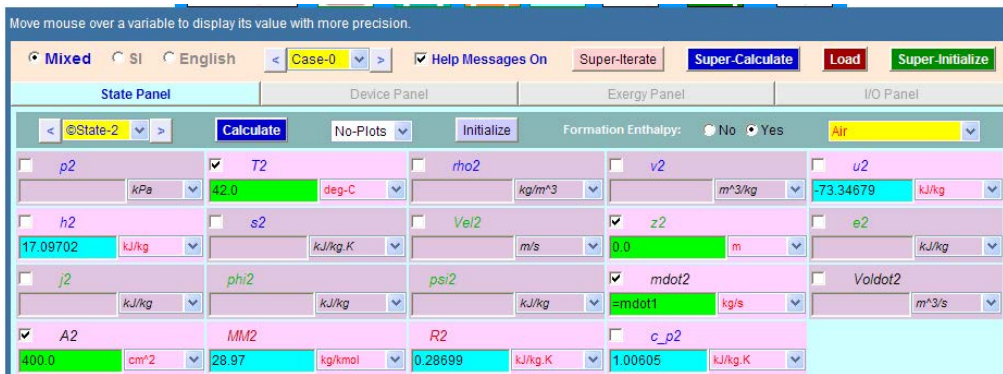 Move mouse over a variable to display its value with more precision.
Mixed SI English < Case-0 > Help Messages On Super-Iterate Super-Calculate Load Super-Initialize
State Panel Device Panel Exergy Panel I/O Panel
< ©State-2 > Calculate No-Plots Initialize Formation Enthalpy: No Yes Air
p2 T2 rho2 v2 u2
kPa 42.0 deg-C kg/m^3 m^3/kg -73.34679 kJ/kg
h2 s2 Vel2 z2 e2
17.09702 kJ/kg kJ/kg.K m/s 0.0 m kJ/kg
j2 phi2 psi2 mdot2 Voldot2
kJ/kg kJ/kg kJ/kg =mdot1 kg/s m^3/s
A2 MM2 R2 c_p2
400.0 cm^2 28.97 kg/kmol 0.28699 kJ/kg.K 1.00605 kJ/kg.K